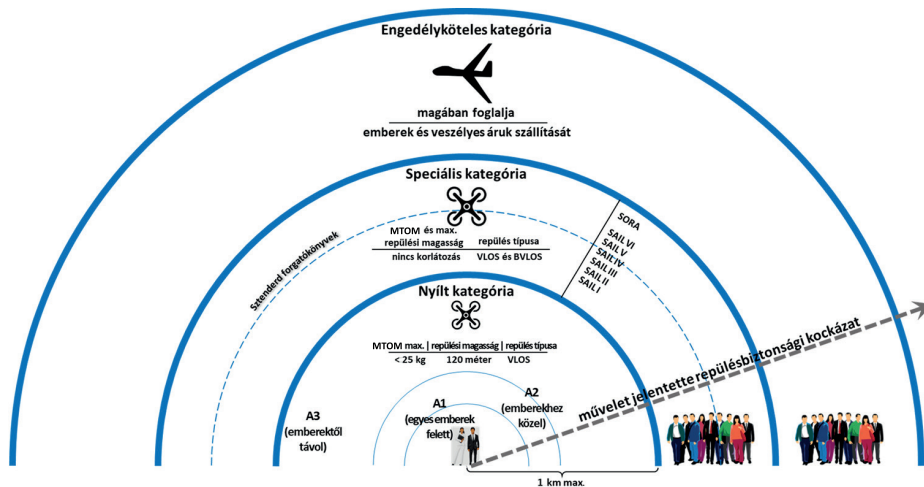 Engedélyköteles kategória
magában foglalja
emberek és veszélyes áruk szállítását
Speciális kategória
MTOM és max.
repülési magasság
repülés típusa
nincs korlátozás
VLOS és BVLOS
Sztenderd forgatókönyvek
SORA
SAIL VI
SAIL V
SAIL IV
SAIL III
SAIL II
SAIL I
Nyílt kategória
MTOM max. | repülési magasság | repülés típusa
< 25 kg 120 méter VLOS
A3
(emberektől
távol)
A1
(egyes emberek
felett)
A2
(emberekhez
közel)
művelet jelentette repülésbiztonsági kockázat
1 km max.